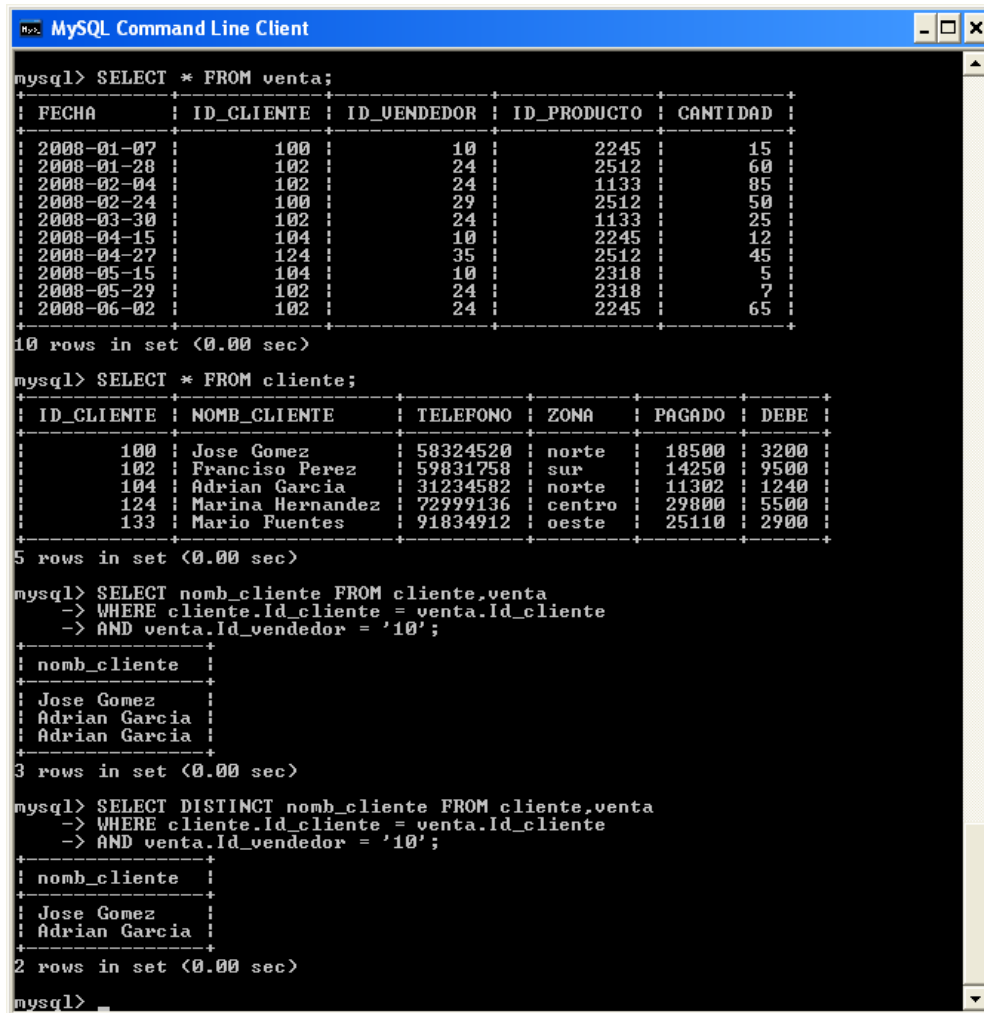 MySQL Command Line Client
mysql> SELECT * FROM venta;
+------------+------------+-------------+-------------+----------+
| FECHA      | ID_CLIENTE | ID_VENDEDOR | ID_PRODUCTO | CANTIDAD |
+------------+------------+-------------+-------------+----------+
| 2008-01-07 |        100 |          10 |        2245 |       15 |
| 2008-01-28 |        102 |          24 |        2512 |       60 |
| 2008-02-04 |        102 |          24 |        1133 |       85 |
| 2008-02-24 |        100 |          29 |        2512 |       50 |
| 2008-03-30 |        102 |          24 |        1133 |       25 |
| 2008-04-15 |        104 |          10 |        2245 |       12 |
| 2008-04-27 |        124 |          35 |        2512 |       45 |
| 2008-05-15 |        104 |          10 |        2318 |        5 |
| 2008-05-29 |        102 |          24 |        2318 |        7 |
| 2008-06-02 |        102 |          24 |        2245 |       65 |
+------------+------------+-------------+-------------+----------+
10 rows in set (0.00 sec)
mysql> SELECT * FROM cliente;
+------------+------------------+----------+--------+--------+------+
| ID_CLIENTE | NOMB_CLIENTE     | TELEFONO | ZONA   | PAGADO | DEBE |
+------------+------------------+----------+--------+--------+------+
|        100 | Jose Gomez       | 58324520 | norte  |  18500 | 3200 |
|        102 | Franciso Perez   | 59831758 | sur    |  14250 | 9500 |
|        104 | Adrian Garcia    | 31234582 | norte  |  11302 | 1240 |
|        124 | Marina Hernandez | 72999136 | centro |  29800 | 5500 |
|        133 | Mario Fuentes    | 91834912 | oeste  |  25110 | 2900 |
+------------+------------------+----------+--------+--------+------+
5 rows in set (0.00 sec)
mysql> SELECT nomb_cliente FROM cliente,venta
    -> WHERE cliente.Id_cliente = venta.Id_cliente
    -> AND venta.Id_vendedor = '10';
+---------------+
| nomb_cliente  |
+---------------+
| Jose Gomez    |
| Adrian Garcia |
| Adrian Garcia |
+---------------+
3 rows in set (0.00 sec)
mysql> SELECT DISTINCT nomb_cliente FROM cliente,venta
    -> WHERE cliente.Id_cliente = venta.Id_cliente
    -> AND venta.Id_vendedor = '10';
+---------------+
| nomb_cliente  |
+---------------+
| Jose Gomez    |
| Adrian Garcia |
+---------------+
2 rows in set (0.00 sec)
mysql> _